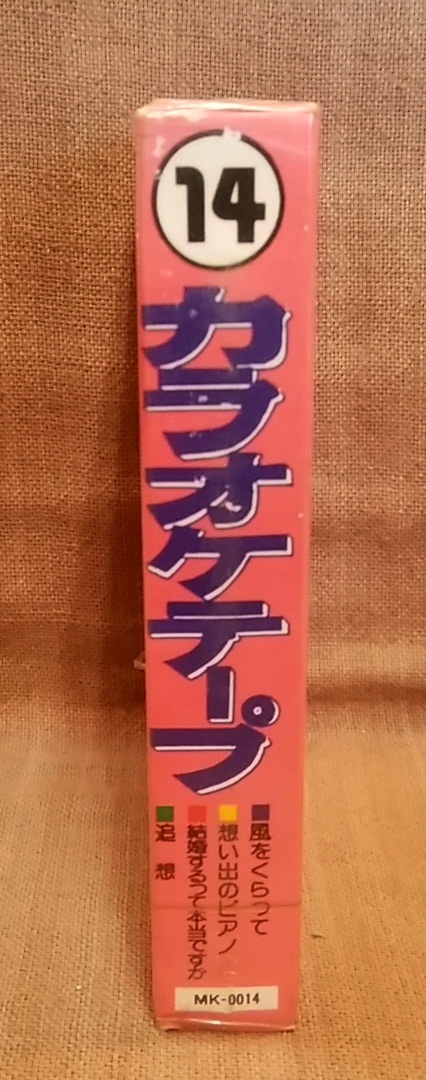 14
カラオケテープ
■風をくらって
■想い出のピアノ
■結婚するって本当ですか
■追想
MK-0014